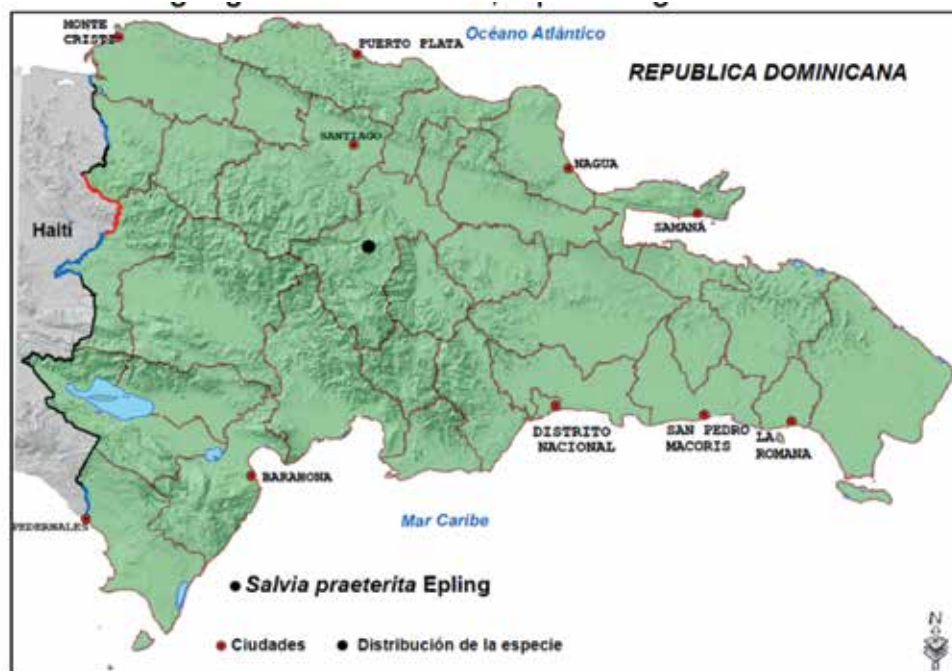 MONTE
CRISTI
PUERTO PLATA
Océano Atlántico
REPUBLICA DOMINICANA
SANTIAGO
NAGUA
Haití
SAMANÁ
DISTRITO
NACIONAL
SAN PEDRO
MACORIS
LA
ROMANA
BARAHONA
PEDERNALES
Mar Caribe
Salvia praeterita Epling
Ciudades
Distribución de la especie
N